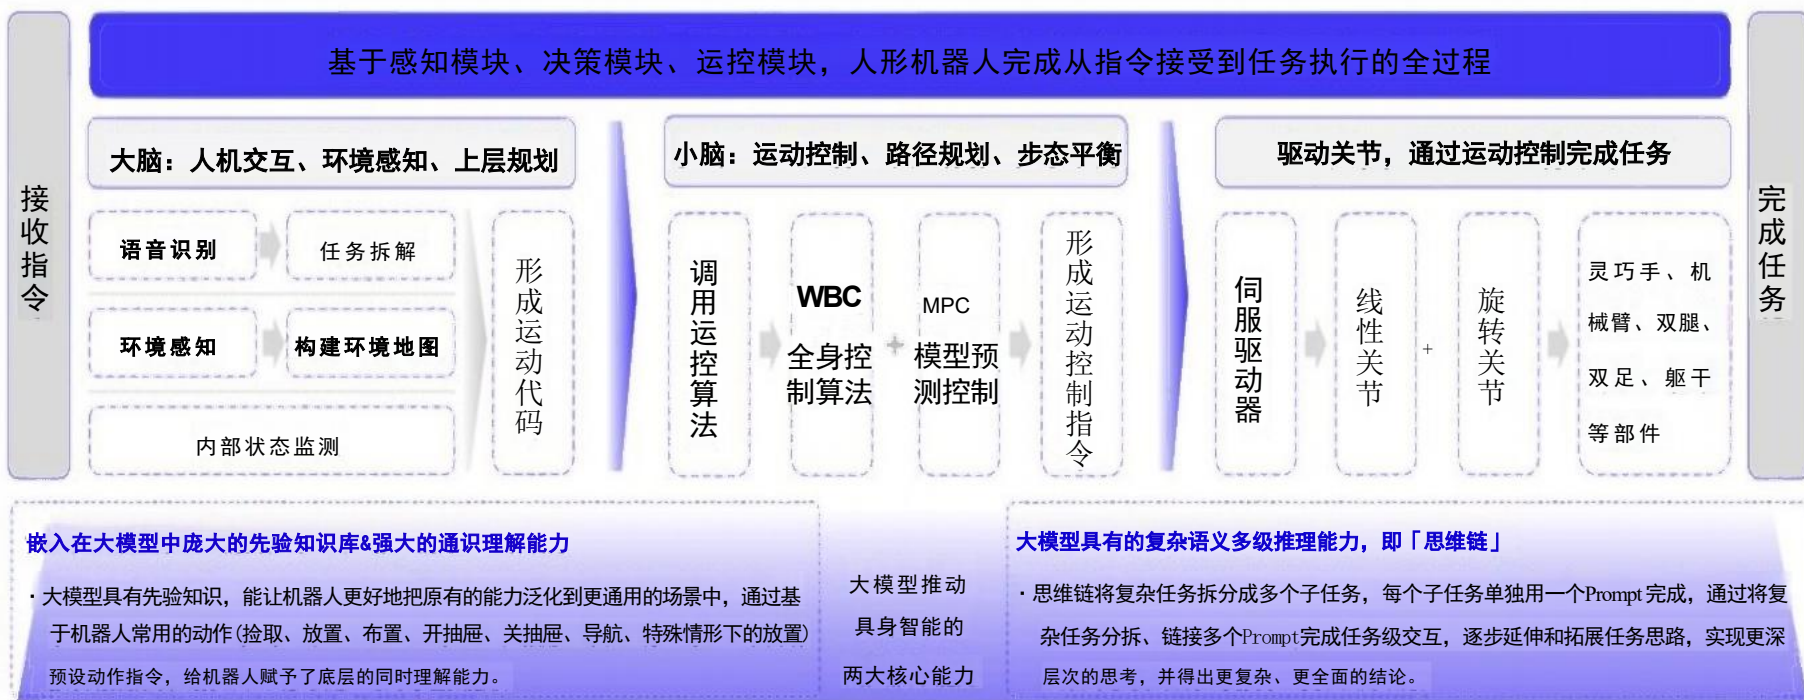 基于感知模块、决策模块、运控模块，人形机器人完成从指令接受到任务执行的全过程
接收指令
大脑：人机交互、环境感知、上层规划
语音识别
任务拆解
环境感知
构建环境地图
内部状态监测
形成运动代码
小脑：运动控制、路径规划、步态平衡
调用运控算法
WBC
全身控
制算法
+
MPC
模型预
测控制
形成运动控制指令
驱动关节，通过运动控制完成任务
伺服驱动器
线性关节
+
旋转关节
灵巧手、机
械臂、双腿、
双足、躯干
等部件
完成任务
嵌入在大模型中庞大的先验知识库&强大的通识理解能力
·大模型具有先验知识，能让机器人更好地把原有的能力泛化到更通用的场景中，通过基
于机器人常用的动作(捡取、放置、布置、开抽屉、关抽屉、导航、特殊情形下的放置)
预设动作指令，给机器人赋予了底层的同时理解能力。
大模型推动
具身智能的
两大核心能力
大模型具有的复杂语义多级推理能力，即「思维链」
·思维链将复杂任务拆分成多个子任务，每个子任务单独用一个Prompt 完成，通过将复
杂任务分拆、链接多个Prompt完成任务级交互，逐步延伸和拓展任务思路，实现更深
层次的思考，并得出更复杂、更全面的结论。